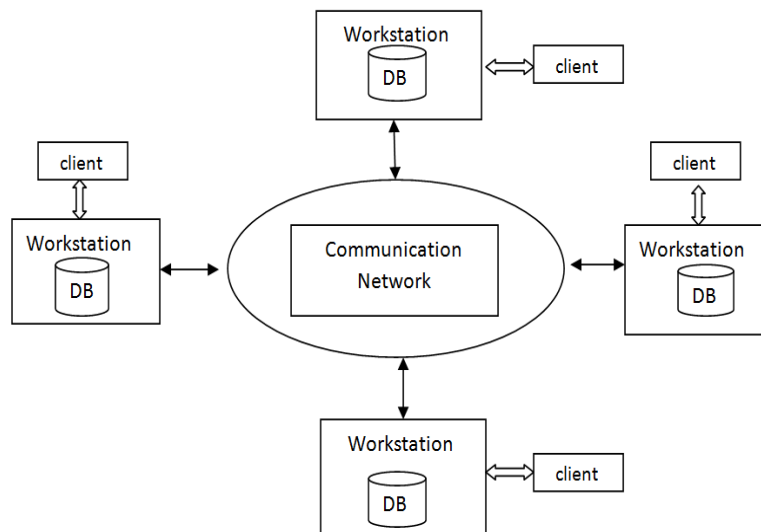 Workstation
DB
client
client
client
Workstation
DB
Communication
Network
Workstation
DB
Workstation
DB
client